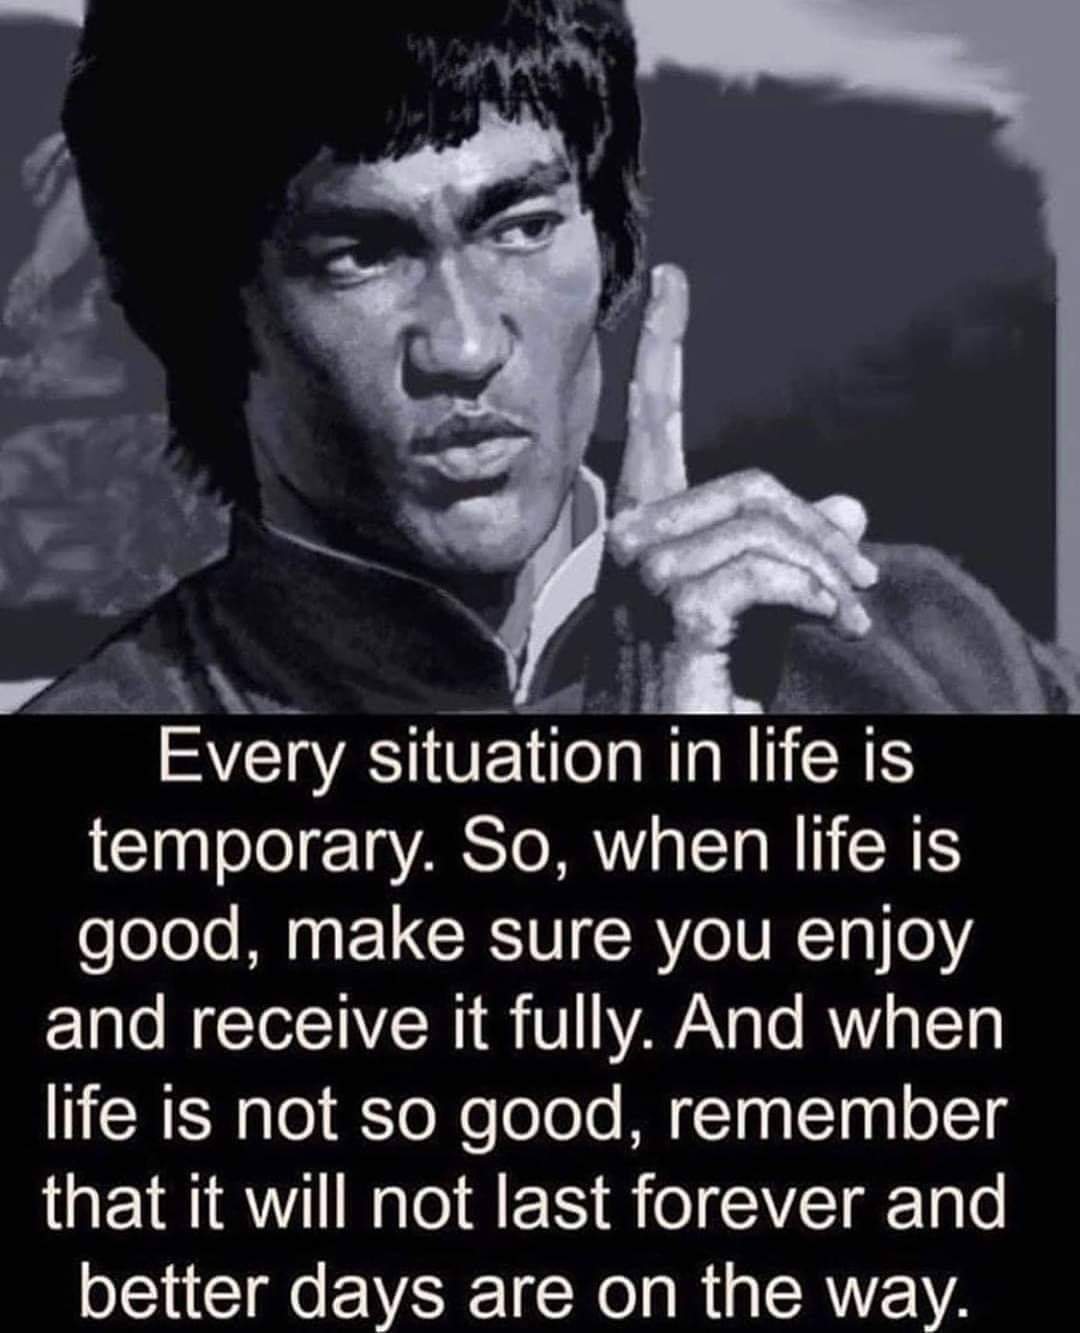 Every situation in life is
temporary. So, when life is
good, make sure you enjoy
and receive it fully. And when
life is not so good, remember
that it will not last forever and
better days are on the way.